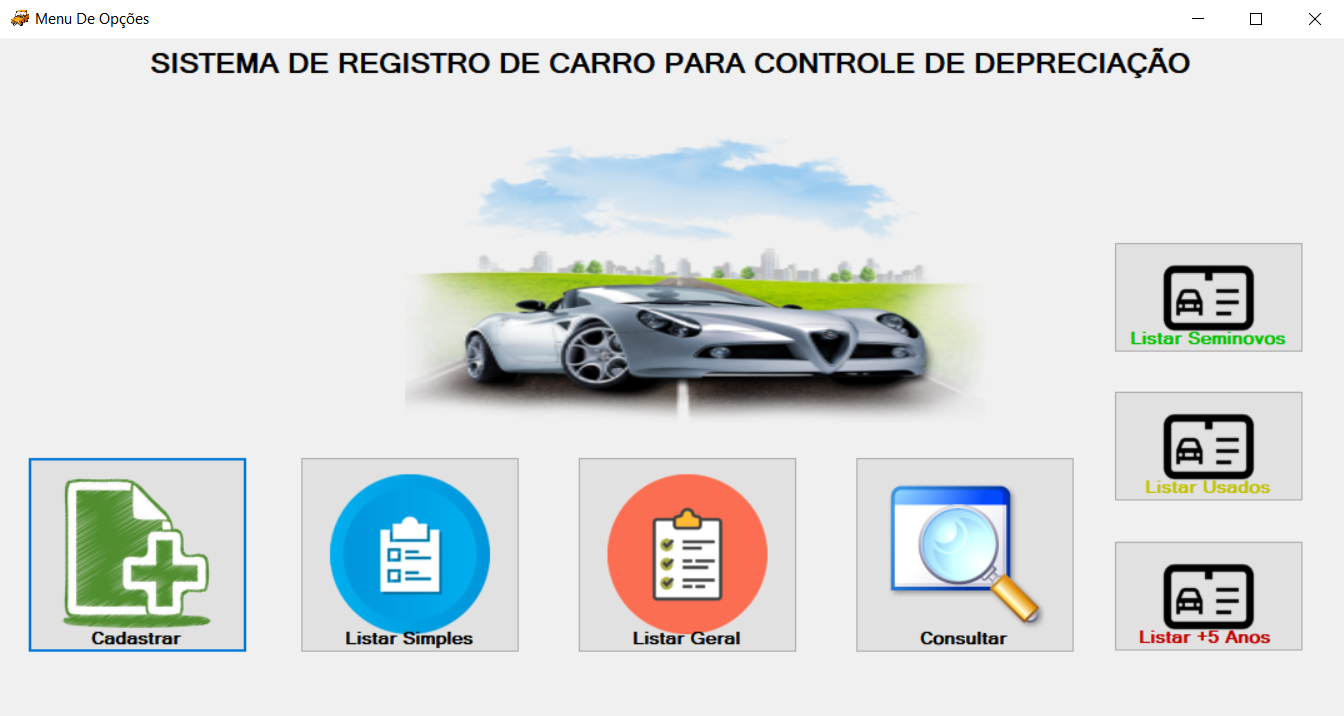 Menu De Opções
SISTEMA DE REGISTRO DE CARRO PARA CONTROLE DE DEPRECIAÇÃO
Listar Seminovos
Listar Usados
Cadastrar
Listar Simples
Listar Geral
Consultar
Listar +5 Anos